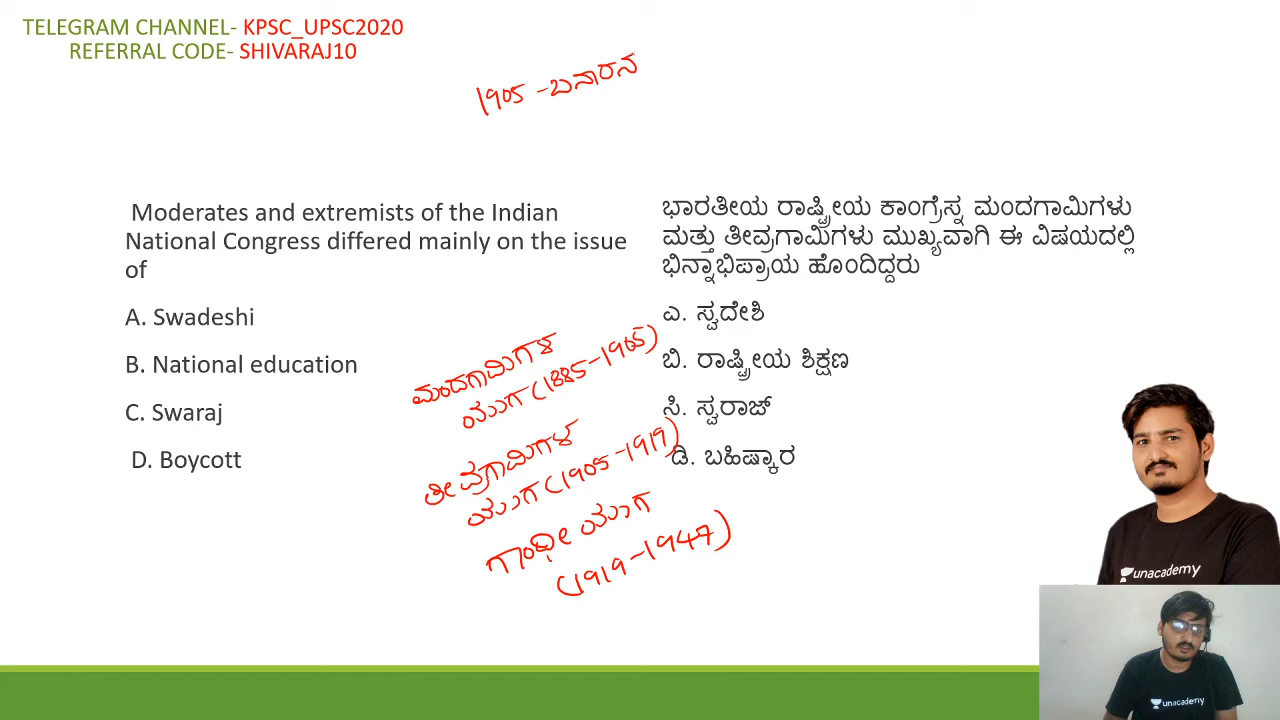 TELEGRAM CHANNEL- KPSC_UPSC2020
REFERRAL CODE- SHIVARAJ10
1905 -ಬನಾರನ
Moderates and extremists of the Indian
National Congress differed mainly on the issue
of
A. Swadeshi
B. National education
C. Swaraj
D. Boycott
ಭಾರತೀಯ ರಾಷ್ಟ್ರೀಯ ಕಾಂಗ್ರೆಸ್ನ ಮಂದಗಾಮಿಗಳು
ಮತ್ತು ತೀವ್ರಗಾಮಿಗಳು ಮುಖ್ಯವಾಗಿ ಈ ವಿಷಯದಲ್ಲಿ
ಭಿನ್ನಾಭಿಪ್ರಾಯ ಹೊಂದಿದ್ದರು
ಎ. ಸ್ವದೇಶಿ
ಬಿ. ರಾಷ್ಟ್ರೀಯ ಶಿಕ್ಷಣ
ಸಿ. ಸ್ವರಾಜ್
ಡಿ. ಬಹಿಷ್ಕಾರ
ಮಂದಗಾಮಿಗಳ
ಯುಗ (1885-1905)
ತೀವ್ರಗಾಮಿಗಳ
ಯುಗ (1905-1919)
ಗಾಂಧೀ ಯುಗ
(1919-1947)
unacademy
unacademy